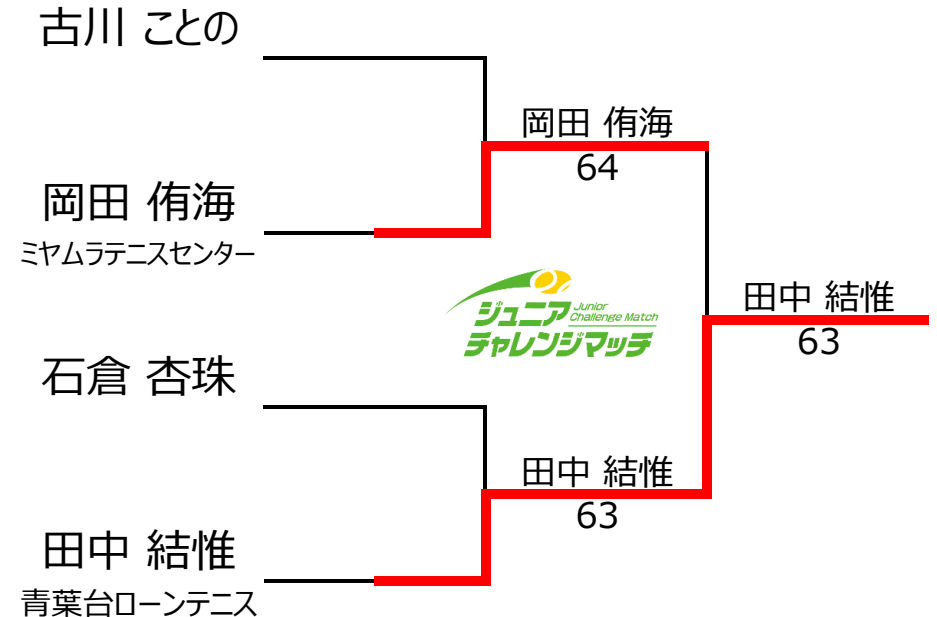 古川 ことの
岡田 侑海
64
岡田 侑海
ミヤムラテニスセンター
ジュニア Junior
チャレンジマッチ Challenge Match
田中 結惟
63
石倉 杏珠
田中 結惟
63
田中 結惟
青葉台ローンテニス